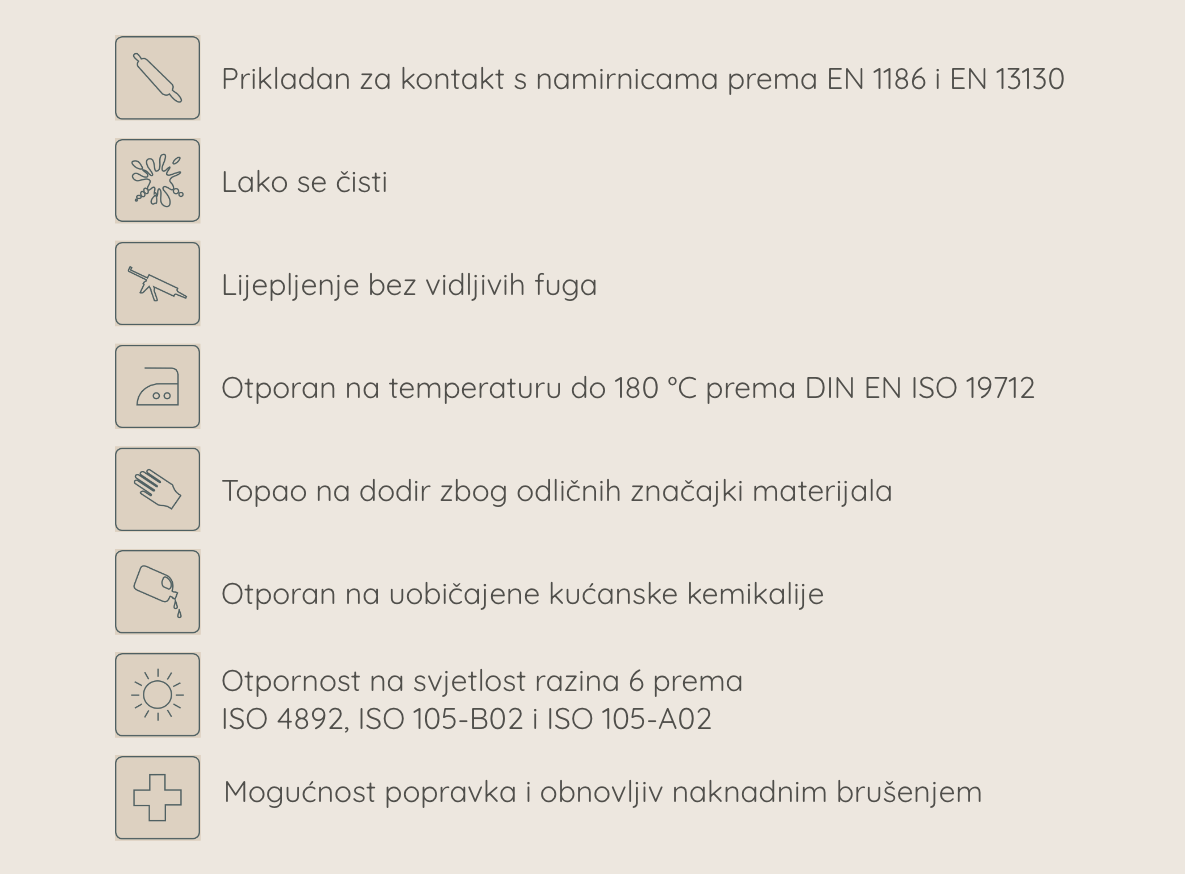 Prikladan za kontakt s namirnicama prema EN 1186 i EN 13130
Lako se čisti
Lijepljenje bez vidljivih fuga
Otporan na temperaturu do 180 °C prema DIN EN ISO 19712
Topao na dodir zbog odličnih značajki materijala
Otporan na uobičajene kućanske kemikalije
Otpornost na svjetlost razina 6 prema
ISO 4892, ISO 105-B02 i ISO 105-A02
Mogućnost popravka i obnovljiv naknadnim brušenjem